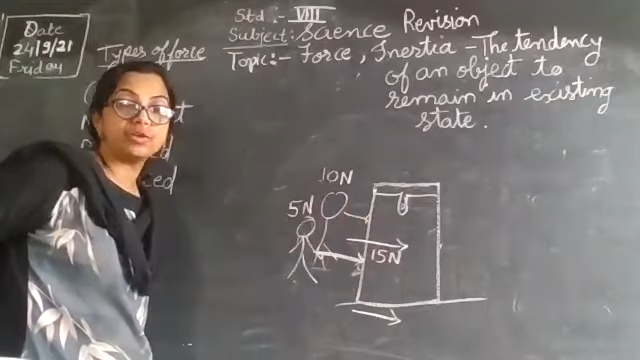 Date
24/9/21
Friday
Std :- VIII
Subject:- Science Revision
Topic:- Force, Inertia - The tendency
of an object to
remain in existing
state.
Types of force
10N
5N
15N